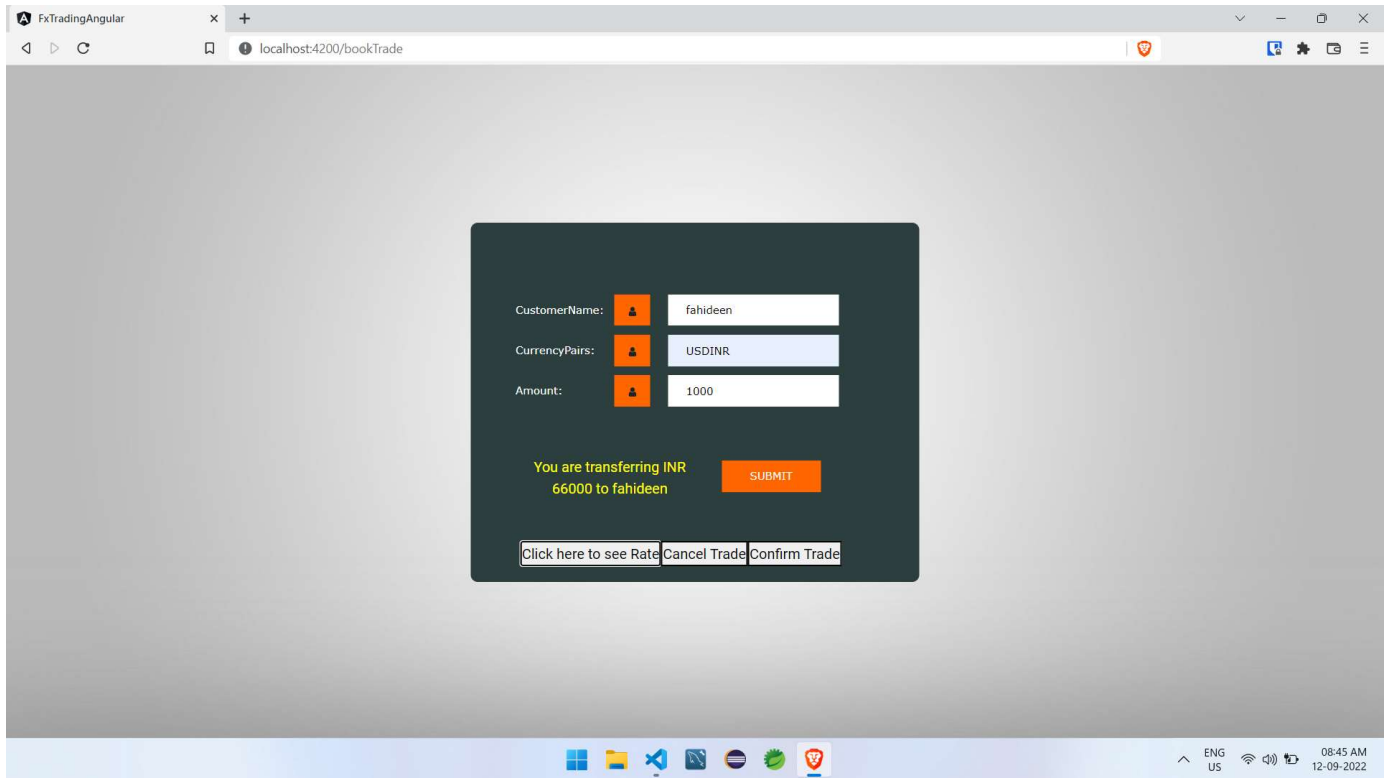 FxTradingAngular
localhost:4200/bookTrade
CustomerName: fahideen
CurrencyPairs: USDINR
Amount: 1000
You are transferring INR
66000 to fahideen
SUBMIT
Click here to see Rate Cancel Trade Confirm Trade
ENG
US
08:45 AM
12-09-2022